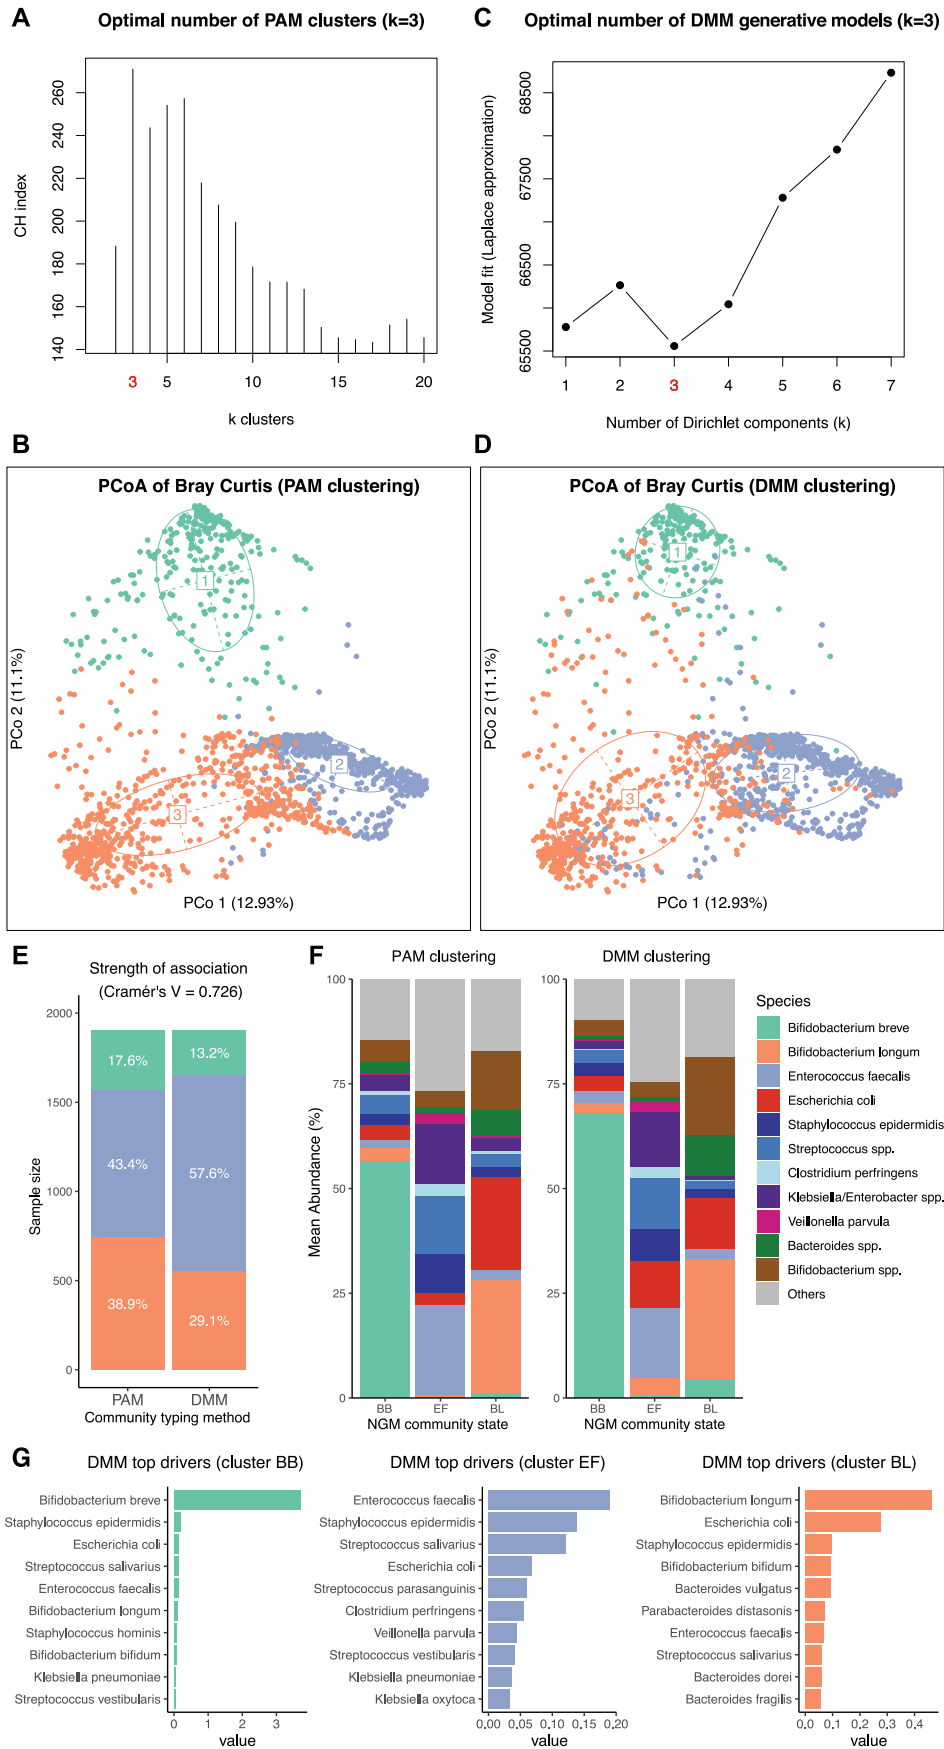 A
Optimal number of PAM clusters (k=3)
CH index
260
240
220
200
180
160
140
3
5
10
15
20
k clusters
C
Optimal number of DMM generative models (k=3)
Model fit (Laplace approximation)
68500
67500
66500
65500
1
2
3
4
5
6
7
Number of Dirichlet components (k)
B
PCoA of Bray Curtis (PAM clustering)
1
2
3
PCo 2 (11.1%)
PCo 1 (12.93%)
D
PCoA of Bray Curtis (DMM clustering)
1
2
3
PCo 2 (11.1%)
PCo 1 (12.93%)
E
Strength of association
(Cramér's V = 0.726)
Sample size
2000
1500
1000
500
0
17.6%
13.2%
43.4%
57.6%
38.9%
29.1%
PAM
DMM
Community typing method
F
PAM clustering
DMM clustering
Mean Abundance (%)
100
75
50
25
0
BB
EF
BL
NGM community state
100
75
50
25
0
BB
EF
BL
NGM community state
Species
Bifidobacterium breve
Bifidobacterium longum
Enterococcus faecalis
Escherichia coli
Staphylococcus epidermidis
Streptococcus spp.
Clostridium perfringens
Klebsiella/Enterobacter spp.
Veillonella parvula
Bacteroides spp.
Bifidobacterium spp.
Others
G
DMM top drivers (cluster BB)
Bifidobacterium breve
Staphylococcus epidermidis
Escherichia coli
Streptococcus salivarius
Enterococcus faecalis
Bifidobacterium longum
Staphylococcus hominis
Bifidobacterium bifidum
Klebsiella pneumoniae
Streptococcus vestibularis
0
1
2
3
value
DMM top drivers (cluster EF)
Enterococcus faecalis
Staphylococcus epidermidis
Streptococcus salivarius
Escherichia coli
Streptococcus parasanguinis
Clostridium perfringens
Veillonella parvula
Streptococcus vestibularis
Klebsiella pneumoniae
Klebsiella oxytoca
0.00
0.05
0.10
0.15
0.20
value
DMM top drivers (cluster BL)
Bifidobacterium longum
Escherichia coli
Staphylococcus epidermidis
Bifidobacterium bifidum
Bacteroides vulgatus
Parabacteroides distasonis
Enterococcus faecalis
Streptococcus salivarius
Bacteroides dorei
Bacteroides fragilis
0.0
0.1
0.2
0.3
0.4
value